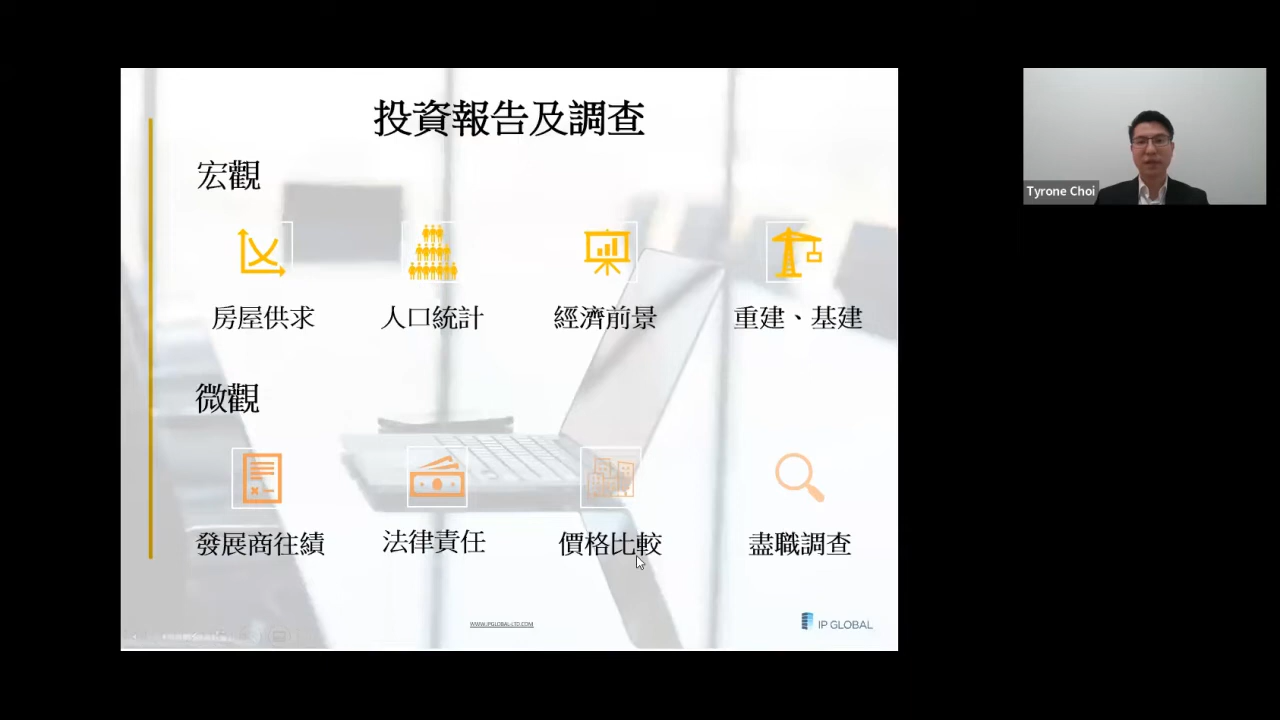 投資報告及調查
宏觀
房屋供求
人口統計
經濟前景
重建、基建
微觀
發展商往績
法律責任
價格比較
盡職調查
WWW.IPGLOBAL-LTD.COM
IP GLOBAL
Tyrone Choi